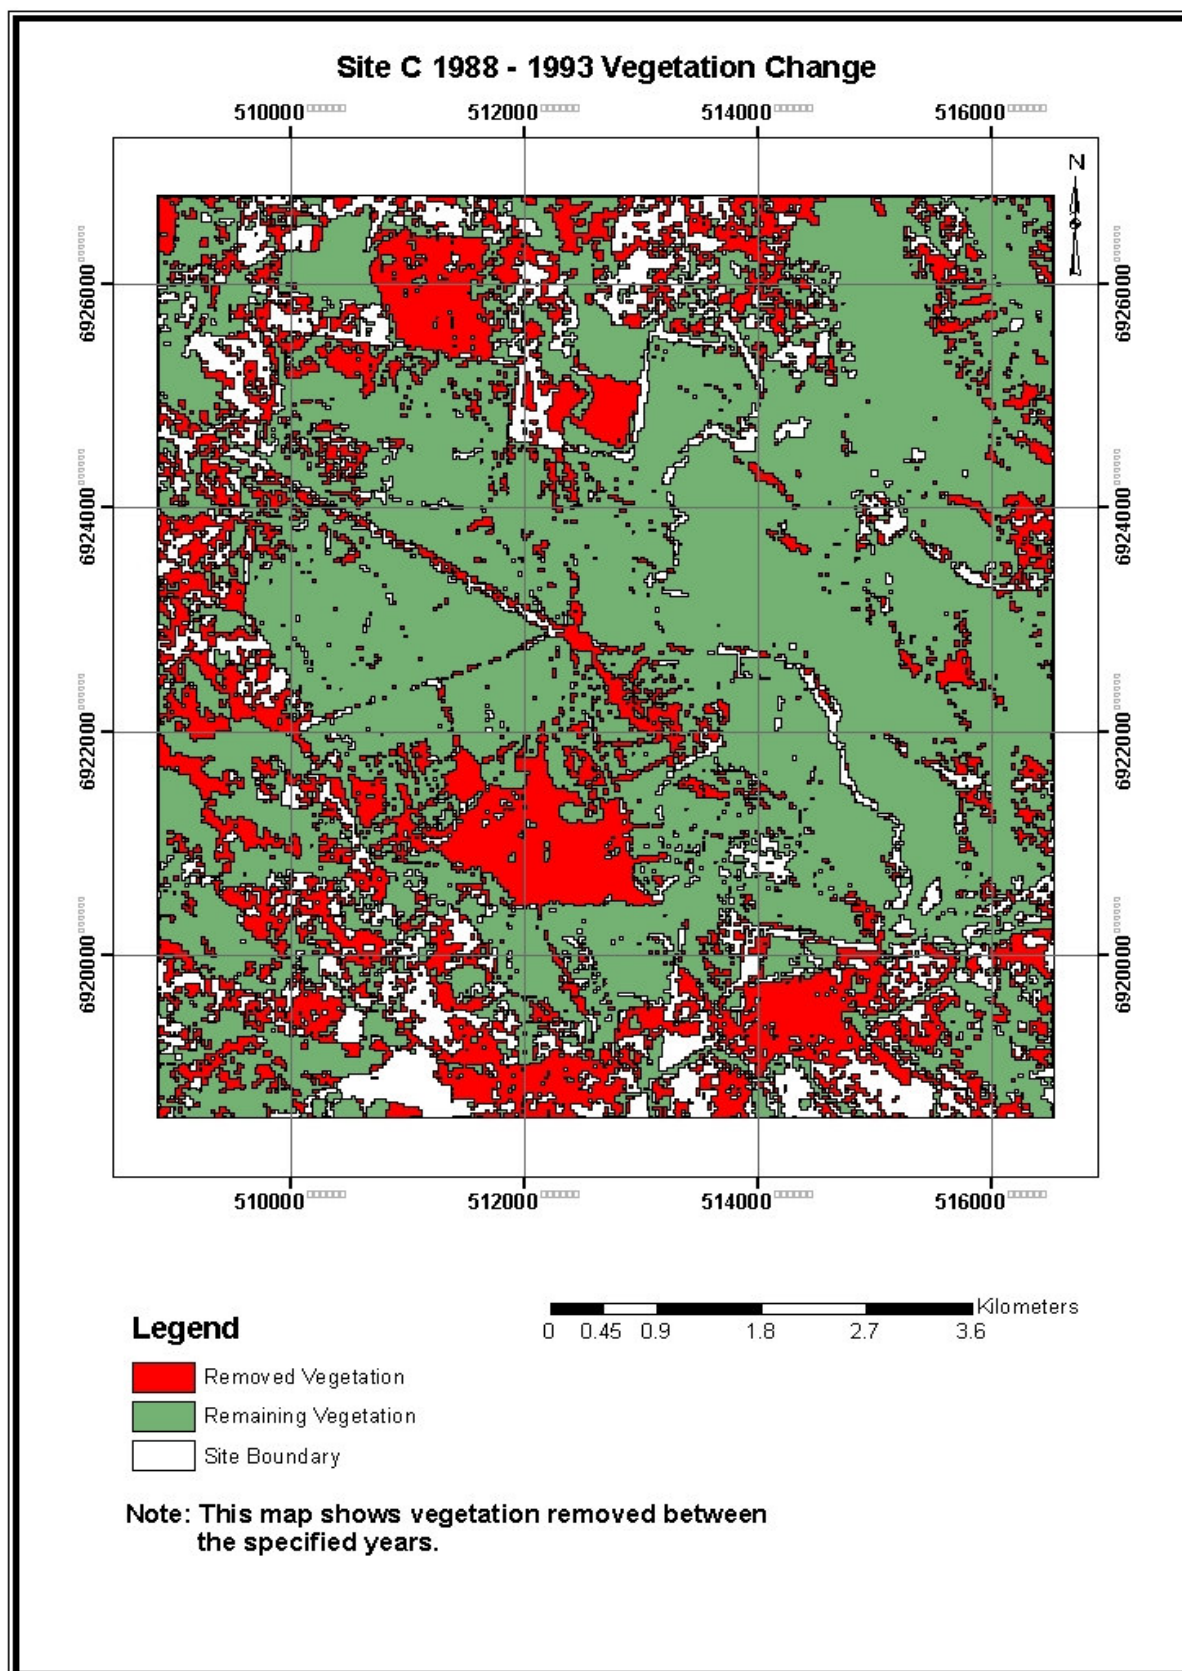 Site C 1988 - 1993 Vegetation Change
510000 512000 514000 516000
N
6926000 6926000
6924000 6924000
6922000 6922000
6920000 6920000
510000 512000 514000 516000
Kilometers
0 0.45 0.9 1.8 2.7 3.6
Legend
Removed Vegetation
Remaining Vegetation
Site Boundary
Note: This map shows vegetation removed between
the specified years.